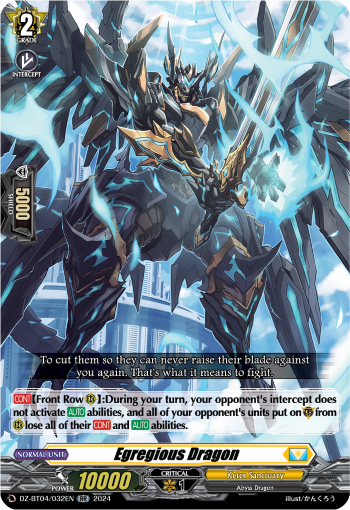 2
GRADE
INTERCEPT
5000
SHIELD
To cut them so they can never raise their blade against
you again. That's what it means to fight.
CONT [Front Row R]:During your turn, your opponent's intercept does
not activate AUTO abilities, and all of your opponent's units put on G from
R lose all of their CONT and AUTO abilities.
NORMAL UNIT
Egregious Dragon
POWER 10000
CRITICAL
1
Keter Sanctuary
Abyss Dragon
DZ-BT04/032EN RR 2024
illust/かんくろう